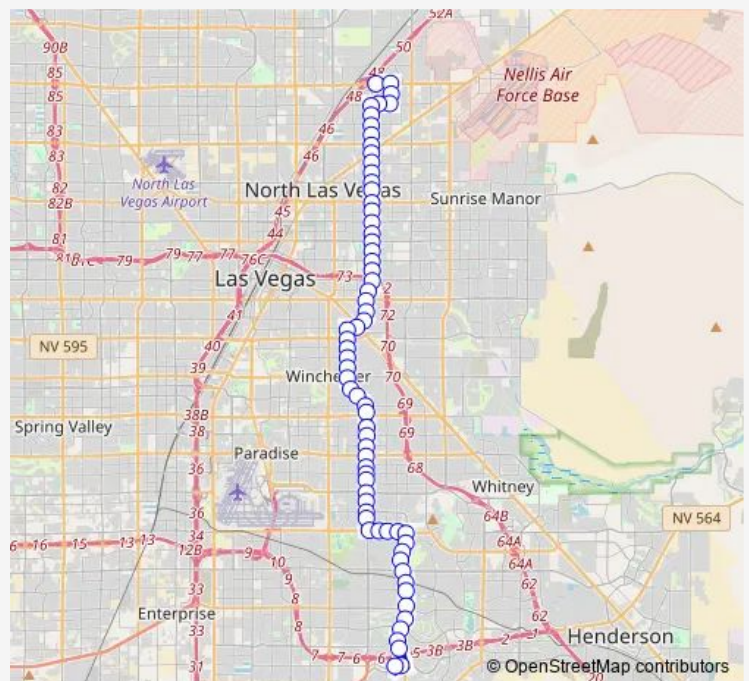 52A
90B
50
85
48
Nellis Air
Force Base
85
48
83
46
83
46
North Las
Vegas Airport
82
82B
North Las Vegas
Sunrise Manor
45
44
81
79
77
77
76C
73
Las Vegas
2
41
72
NV 595
40
70
39
Winchester
70
38B
69
Spring Valley
38
69
Paradise
36
68
Whitney
64B
NV 564
36
34
64A
16
15
13
13
12B
9
10
64A
33
9
62
Enterprise
8
62
33
8
Henderson
7
7
6
5
3B
3B
2
1
31
20
© OpenStreetMap contributors